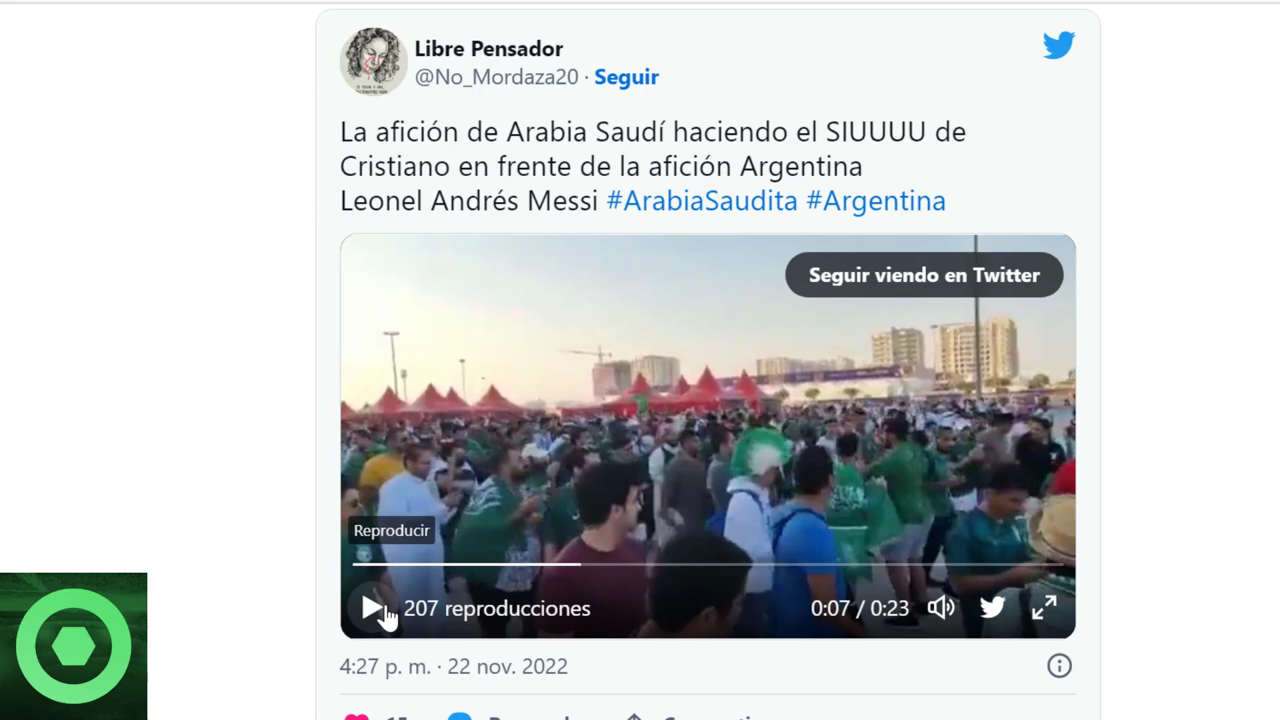 Libre Pensador
@No_Mordaza20 · Seguir
La afición de Arabia Saudí haciendo el SIUUUU de
Cristiano en frente de la afición Argentina
Leonel Andrés Messi #ArabiaSaudita #Argentina
Seguir viendo en Twitter
Reproducir
207 reproducciones
0:07 / 0:23
4:27 p. m. · 22 nov. 2022